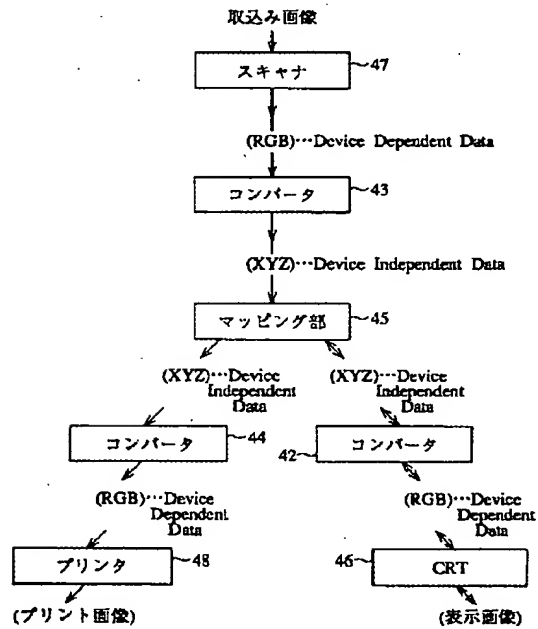 取込み画像
スキャナ
47
(RGB)…Device Dependent Data
コンバータ
43
(XYZ)…Device Independent Data
マッピング部
45
(XYZ)…Device
Independent
Data
(XYZ)…Device
Independent
Data
コンバータ
44
42
コンバータ
(RGB)…Device
Dependent
Data
(RGB)…Device
Dependent
Data
プリンタ
48
46
CRT
(プリント画像)
(表示画像)